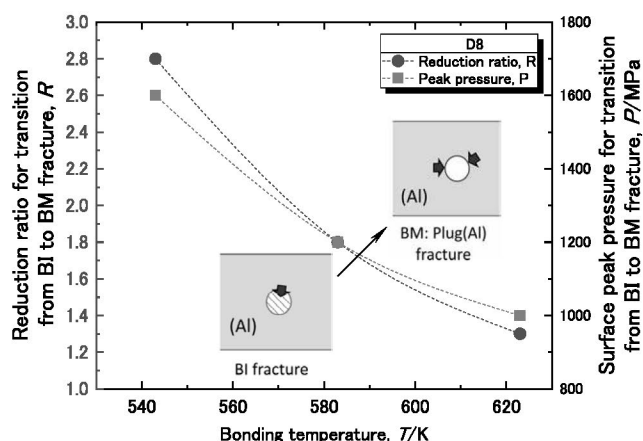 D8
Reduction ratio, R
Peak pressure, P
3.0
2.8
2.6
2.4
2.2
2.0
1.8
1.6
1.4
1.2
1.0
Reduction ratio for transition
from BI to BM fracture, R
1800
1600
1400
1200
1000
800
Surface peak pressure for transition
from BI to BM fracture, P/MPa
(Al)
BM: Plug(Al)
fracture
(Al)
BI fracture
540
560
580
600
620
Bonding temperature, T/K